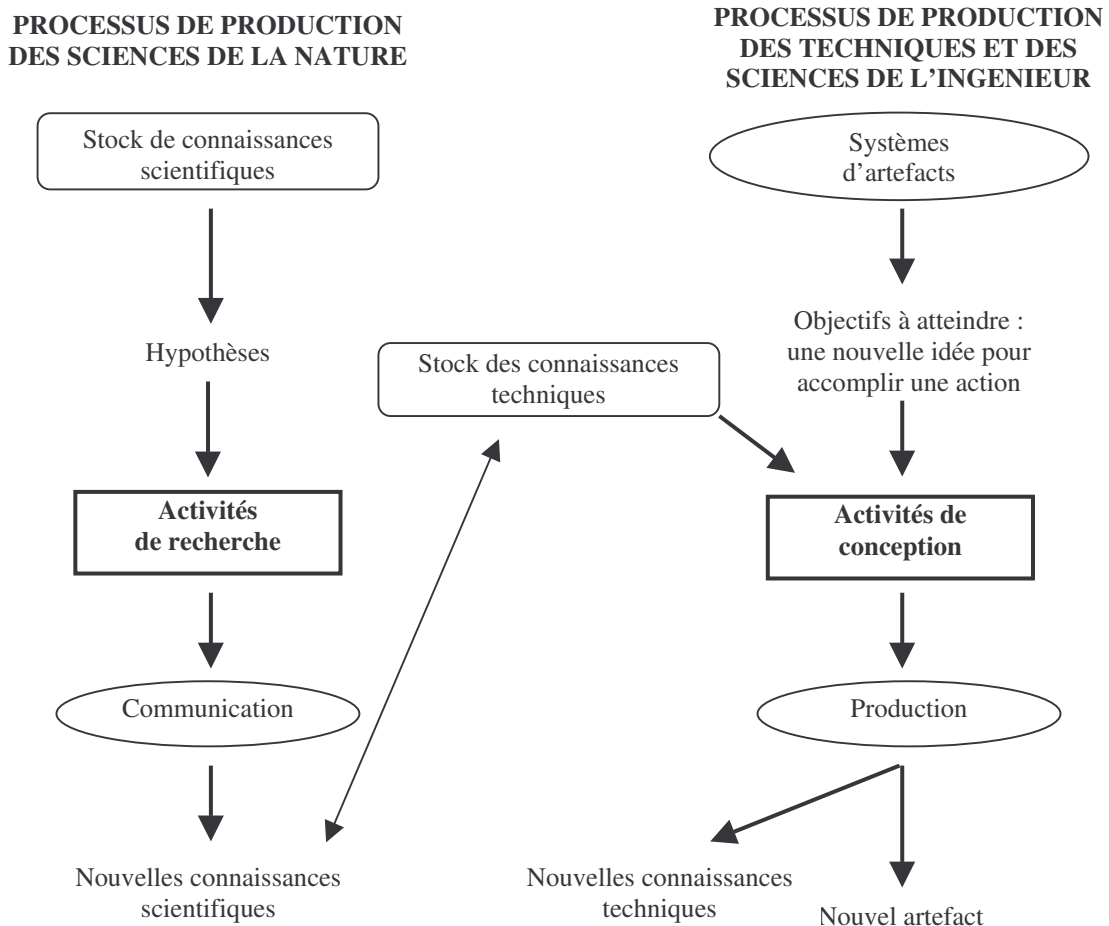 PROCESSUS DE PRODUCTION
DES SCIENCES DE LA NATURE
PROCESSUS DE PRODUCTION
DES TECHNIQUES ET DES
SCIENCES DE L’INGENIEUR
Stock de connaissances
scientifiques
Systèmes
d’artefacts
Hypothèses
Objectifs à atteindre :
une nouvelle idée pour
accomplir une action
Stock des connaissances
techniques
Activités
de recherche
Activités de
conception
Communication
Production
Nouvelles connaissances
scientifiques
Nouvelles connaissances
techniques
Nouvel artefact